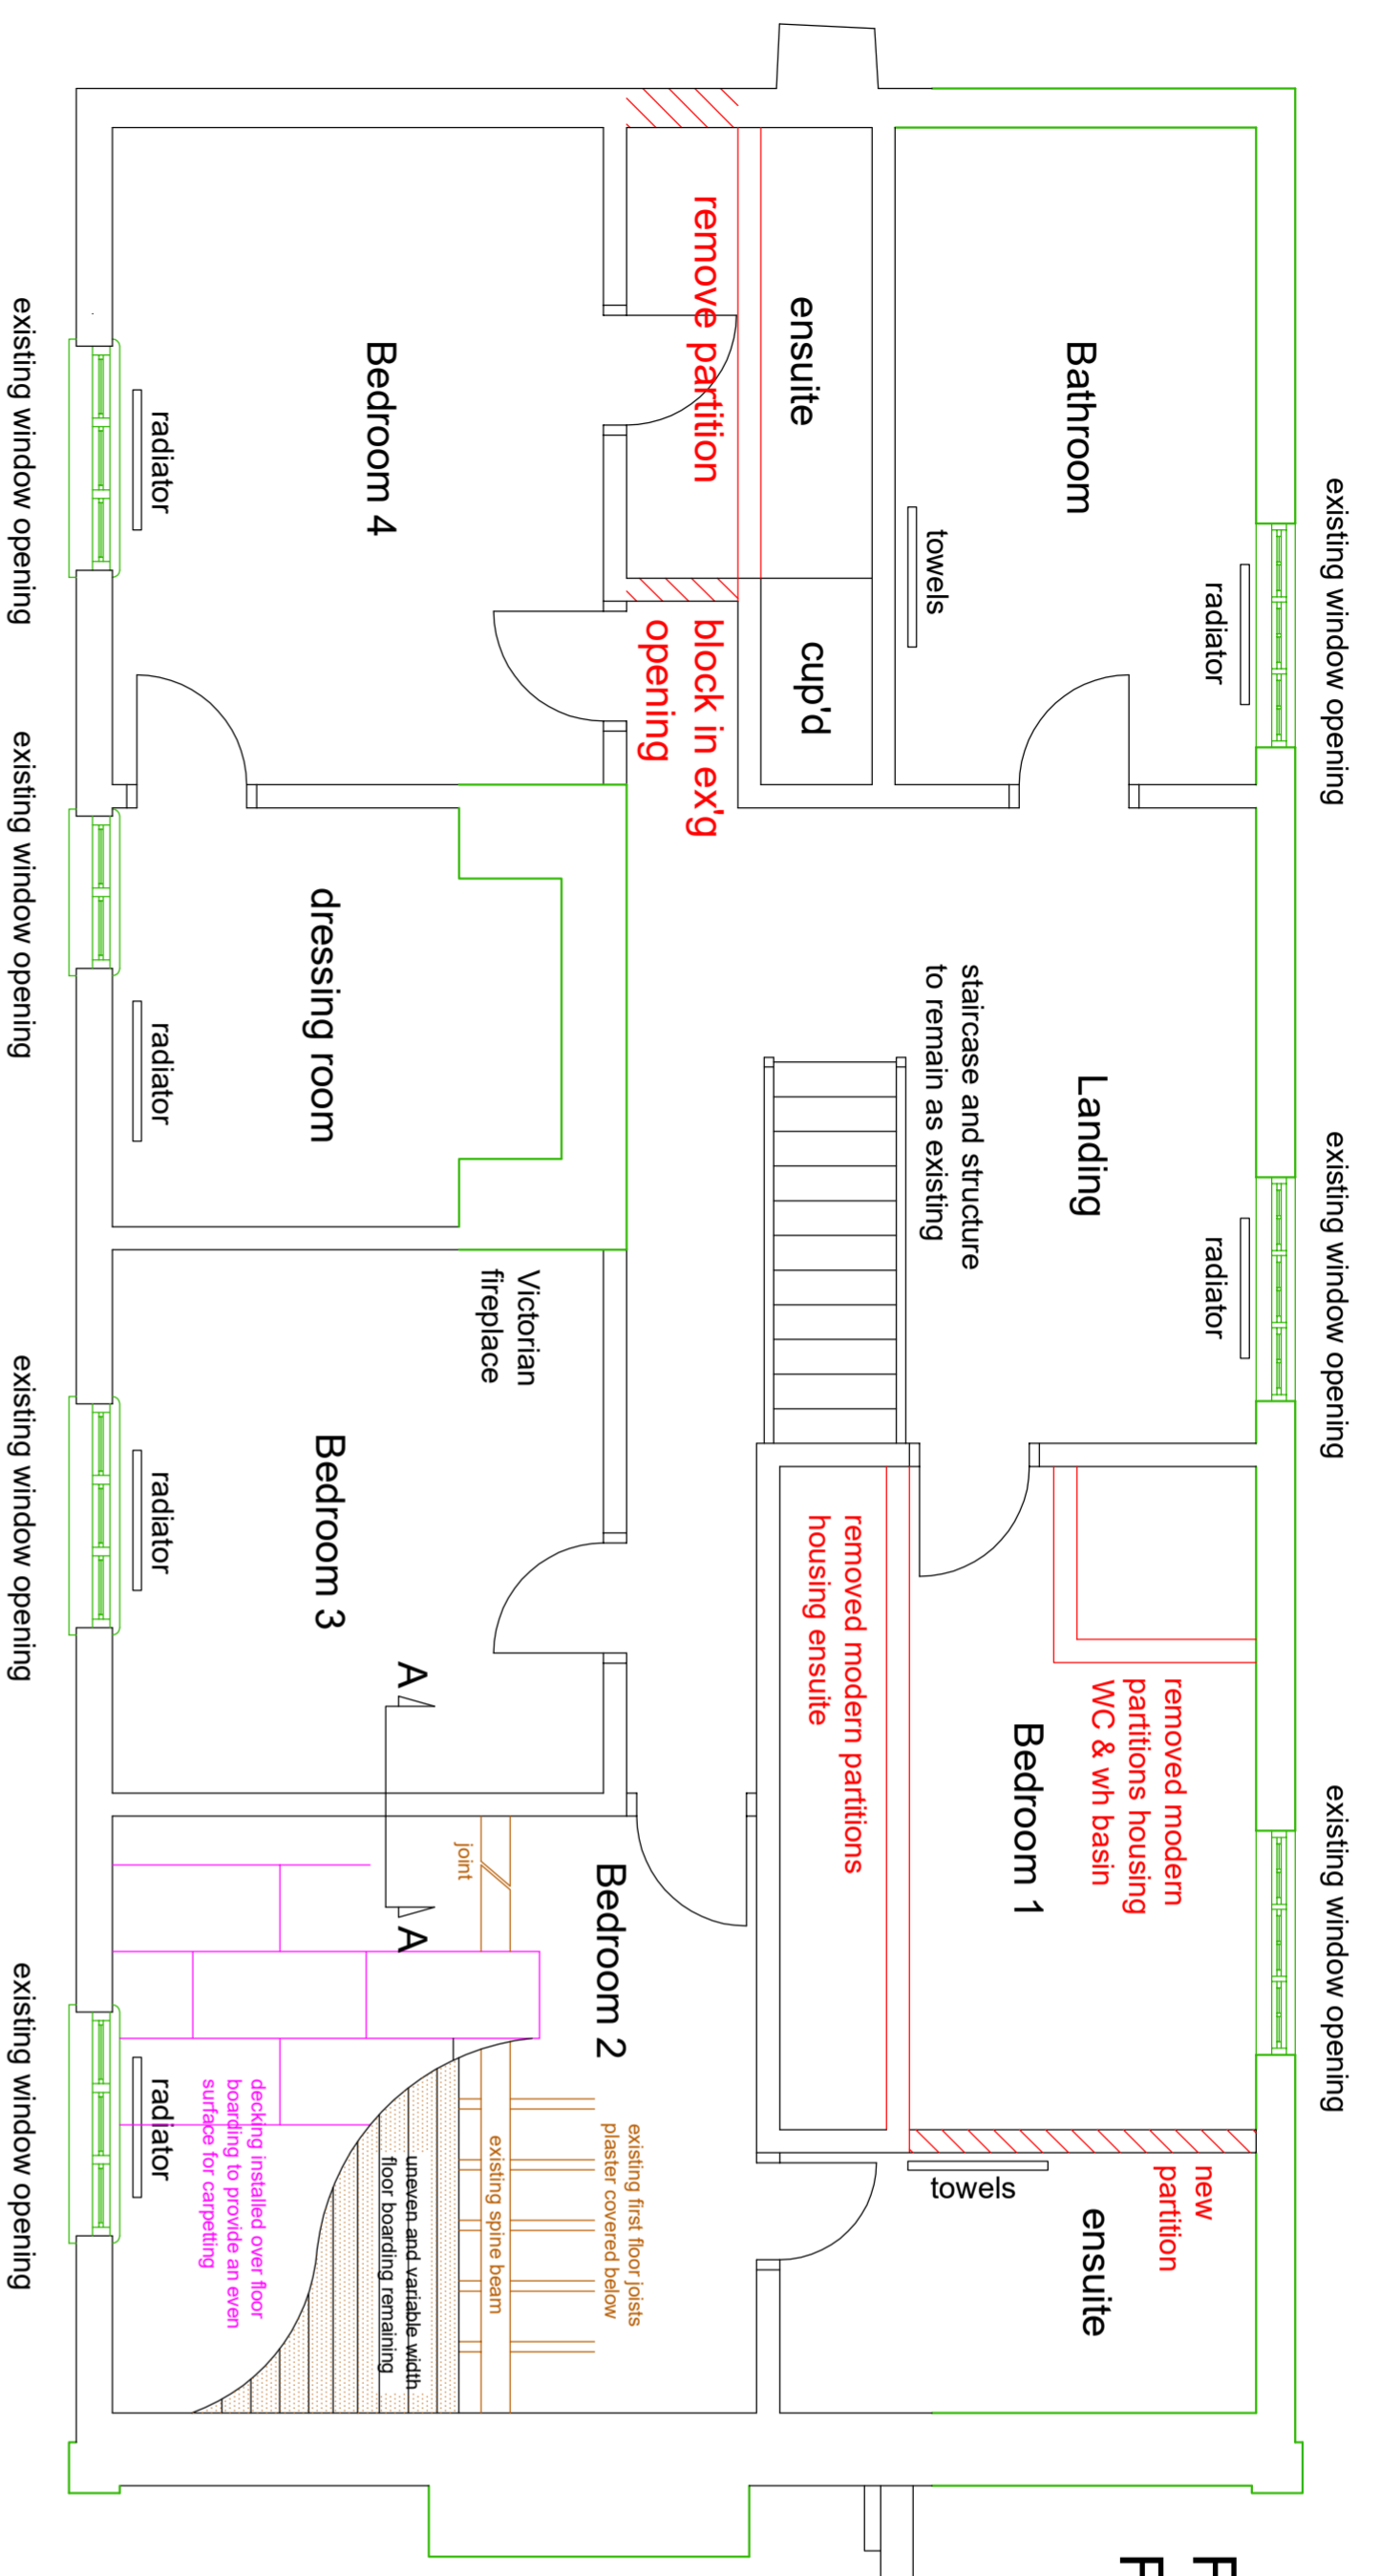 existing window opening
existing window opening
existing window opening
radiator
radiator
Bathroom
towels
Landing
staircase and structure
to remain as existing
removed modern
partitions housing
WC & wh basin
Bedroom 1
new
partition
ensuite
towels
ensuite
cup'd
remove partition
block in ex'g
opening
removed modern partitions
housing ensuite
Bedroom 4
dressing room
Victorian
fireplace
Bedroom 3
A
A
joint
Bedroom 2
existing first floor joists
plaster covered below
existing spine beam
uneven and variable width
floor boarding remaining
decking installed over floor
boarding to provide an even
surface for carpetting
radiator
radiator
radiator
radiator
existing window opening
existing window opening
existing window opening
existing window opening